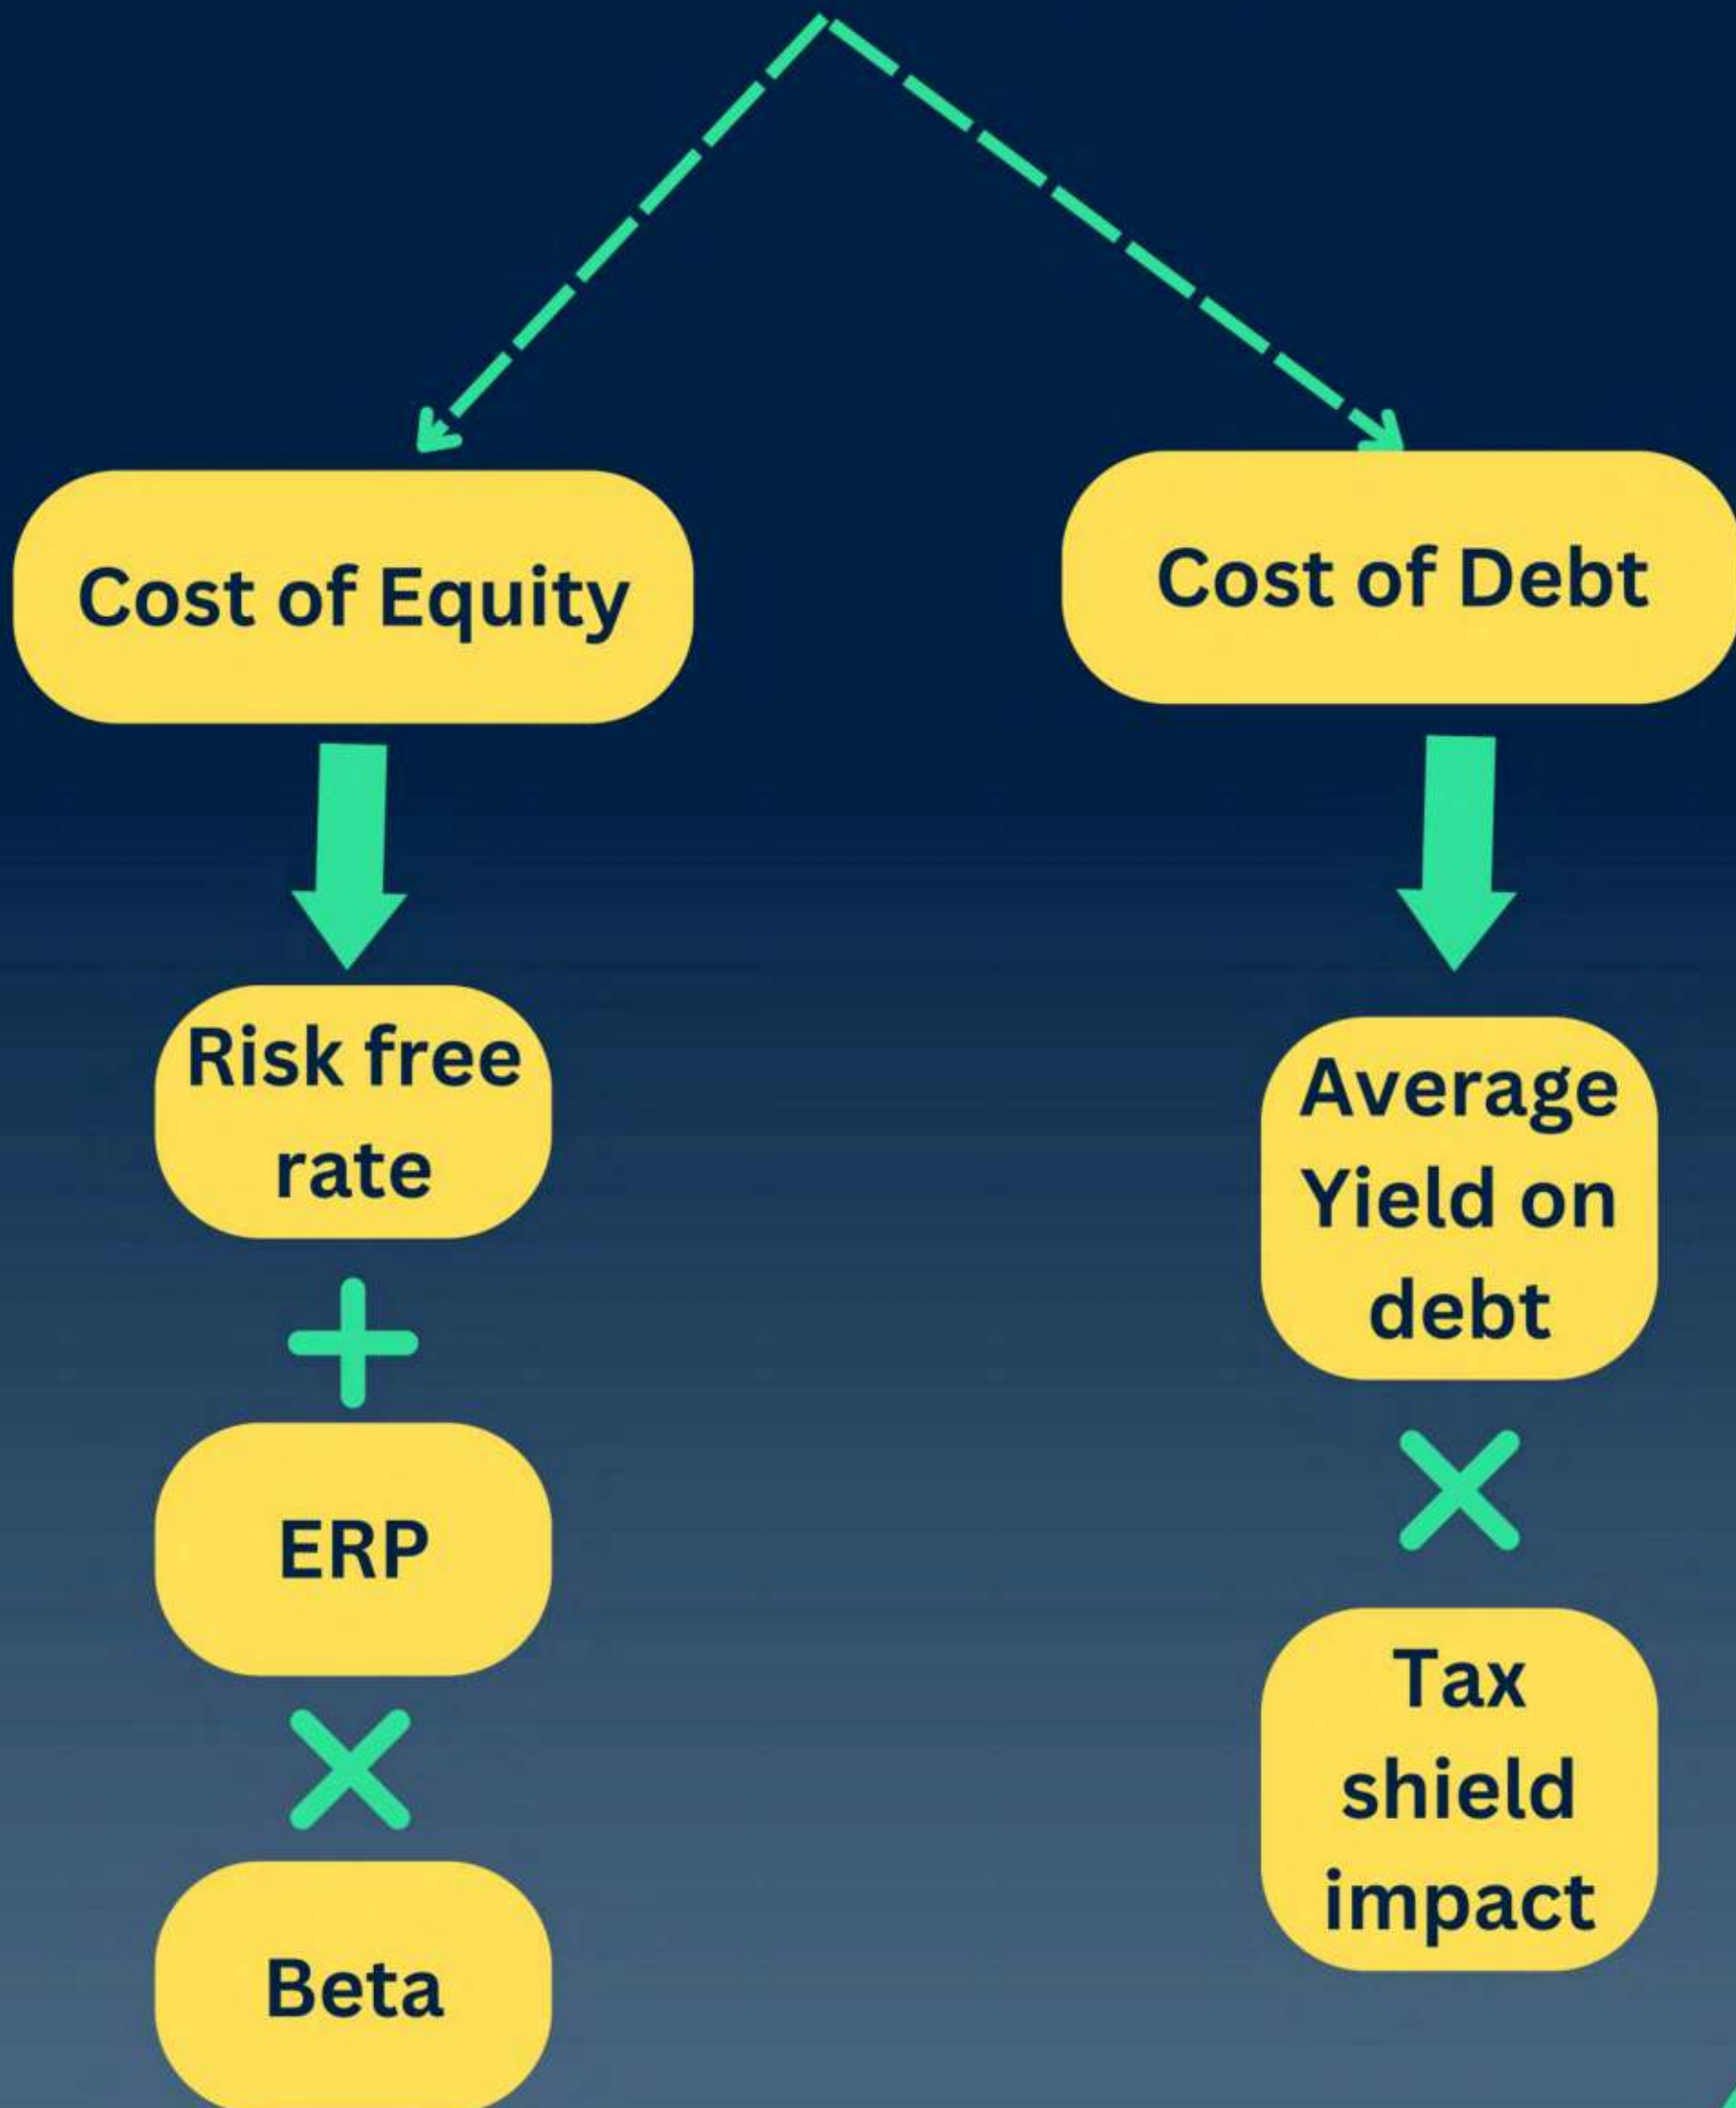 Cost of Equity
Risk free
rate
+
ERP
×
Beta
Cost of Debt
Average
Yield on
debt
×
Tax
shield
impact